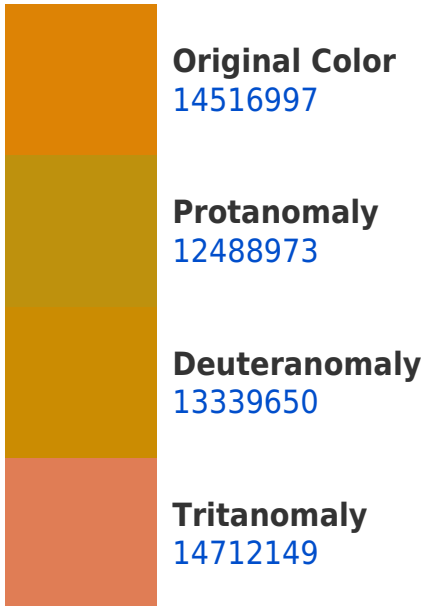 Original Color
14516997
Protanomaly
12488973
Deuteranomaly
13339650
Tritanomaly
14712149